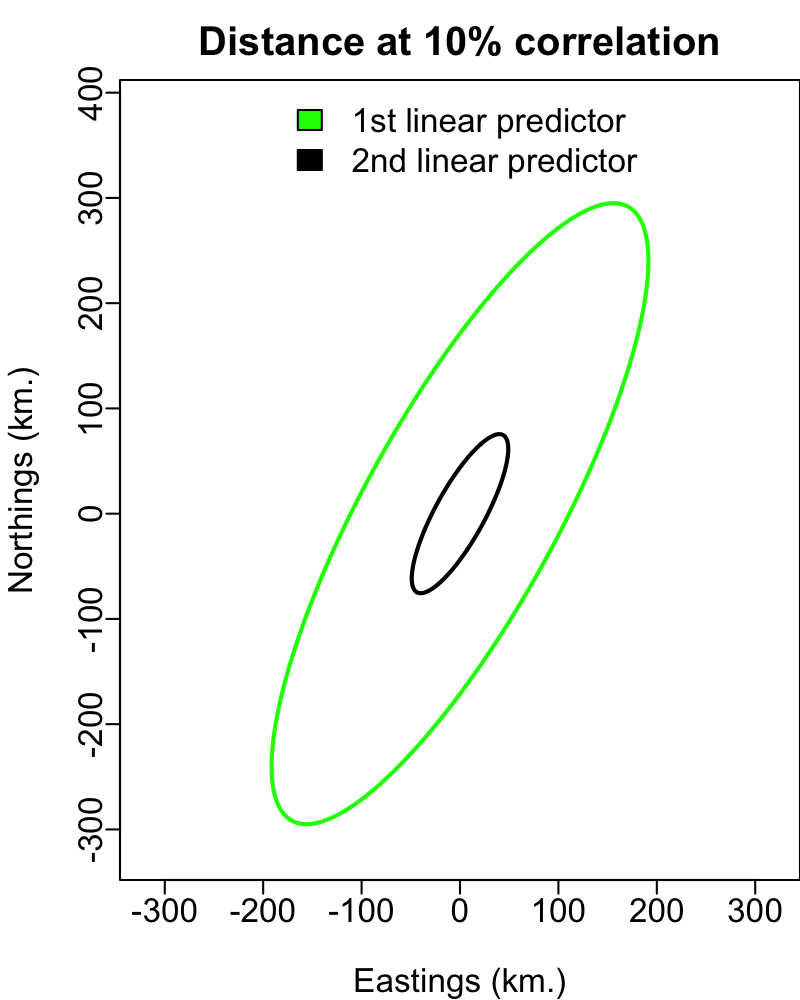 Distance at 10% correlation
1st linear predictor
2nd linear predictor
400
300
200
100
0
-100
-200
-300
Northings (km.)
-300 -200 -100 0 100 200 300
Eastings (km.)